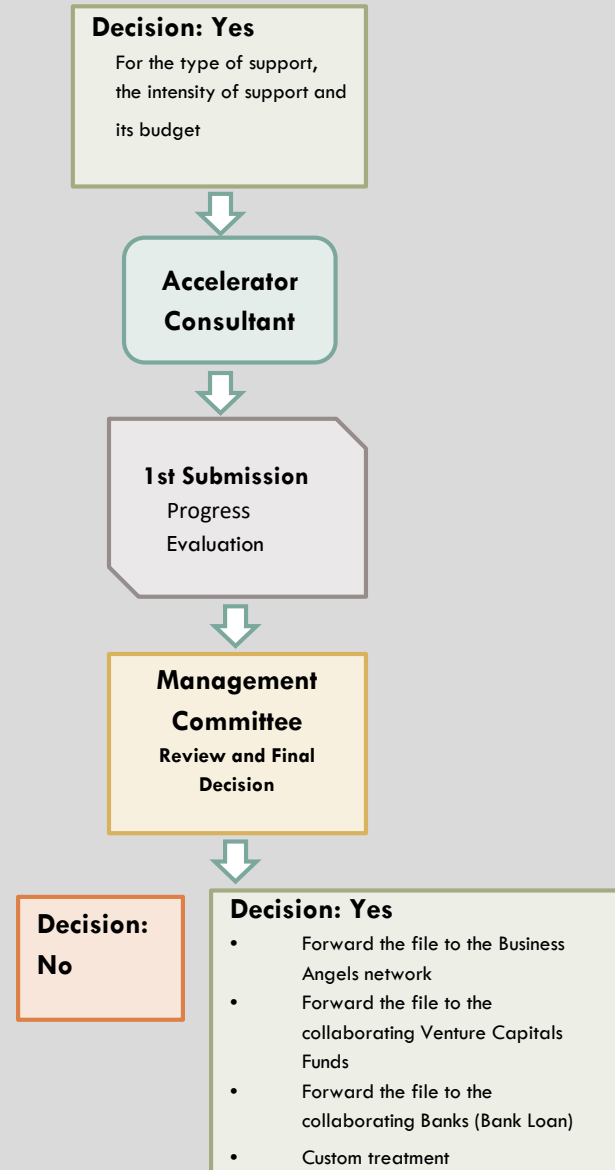 Decision: Yes
For the type of support,
the intensity of support and
its budget
Accelerator
Consultant
1st Submission
Progress
Evaluation
Management
Committee
Review and Final
Decision
Decision:
No
Decision: Yes
• Forward the file to the Business
Angels network
• Forward the file to the
collaborating Venture Capitals
Funds
• Forward the file to the
collaborating Banks (Bank Loan)
• Custom treatment